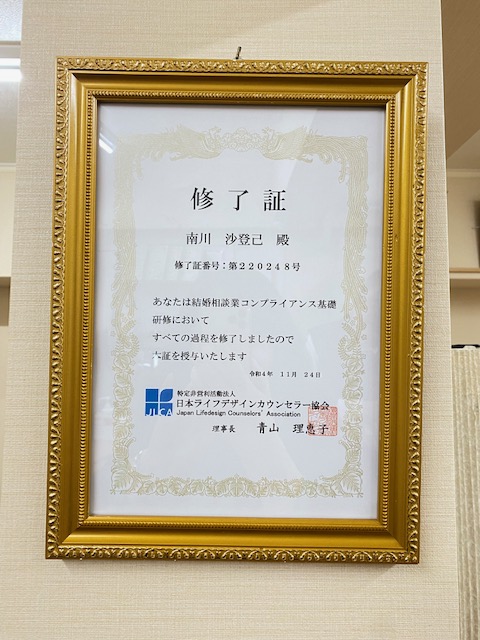 修了証
南川 沙登己 殿
修了証番号：第２２０２４８号
あなたは結婚相談業コンプライアンス基礎
研修において
すべての過程を修了しましたので
本証を授与いたします
令和４年 １１月 ２４日
JLCA
特定非営利活動法人
日本ライフデザインカウンセラー協会
Japan Lifedesign Counselors' Association
理事長 青山 理恵子